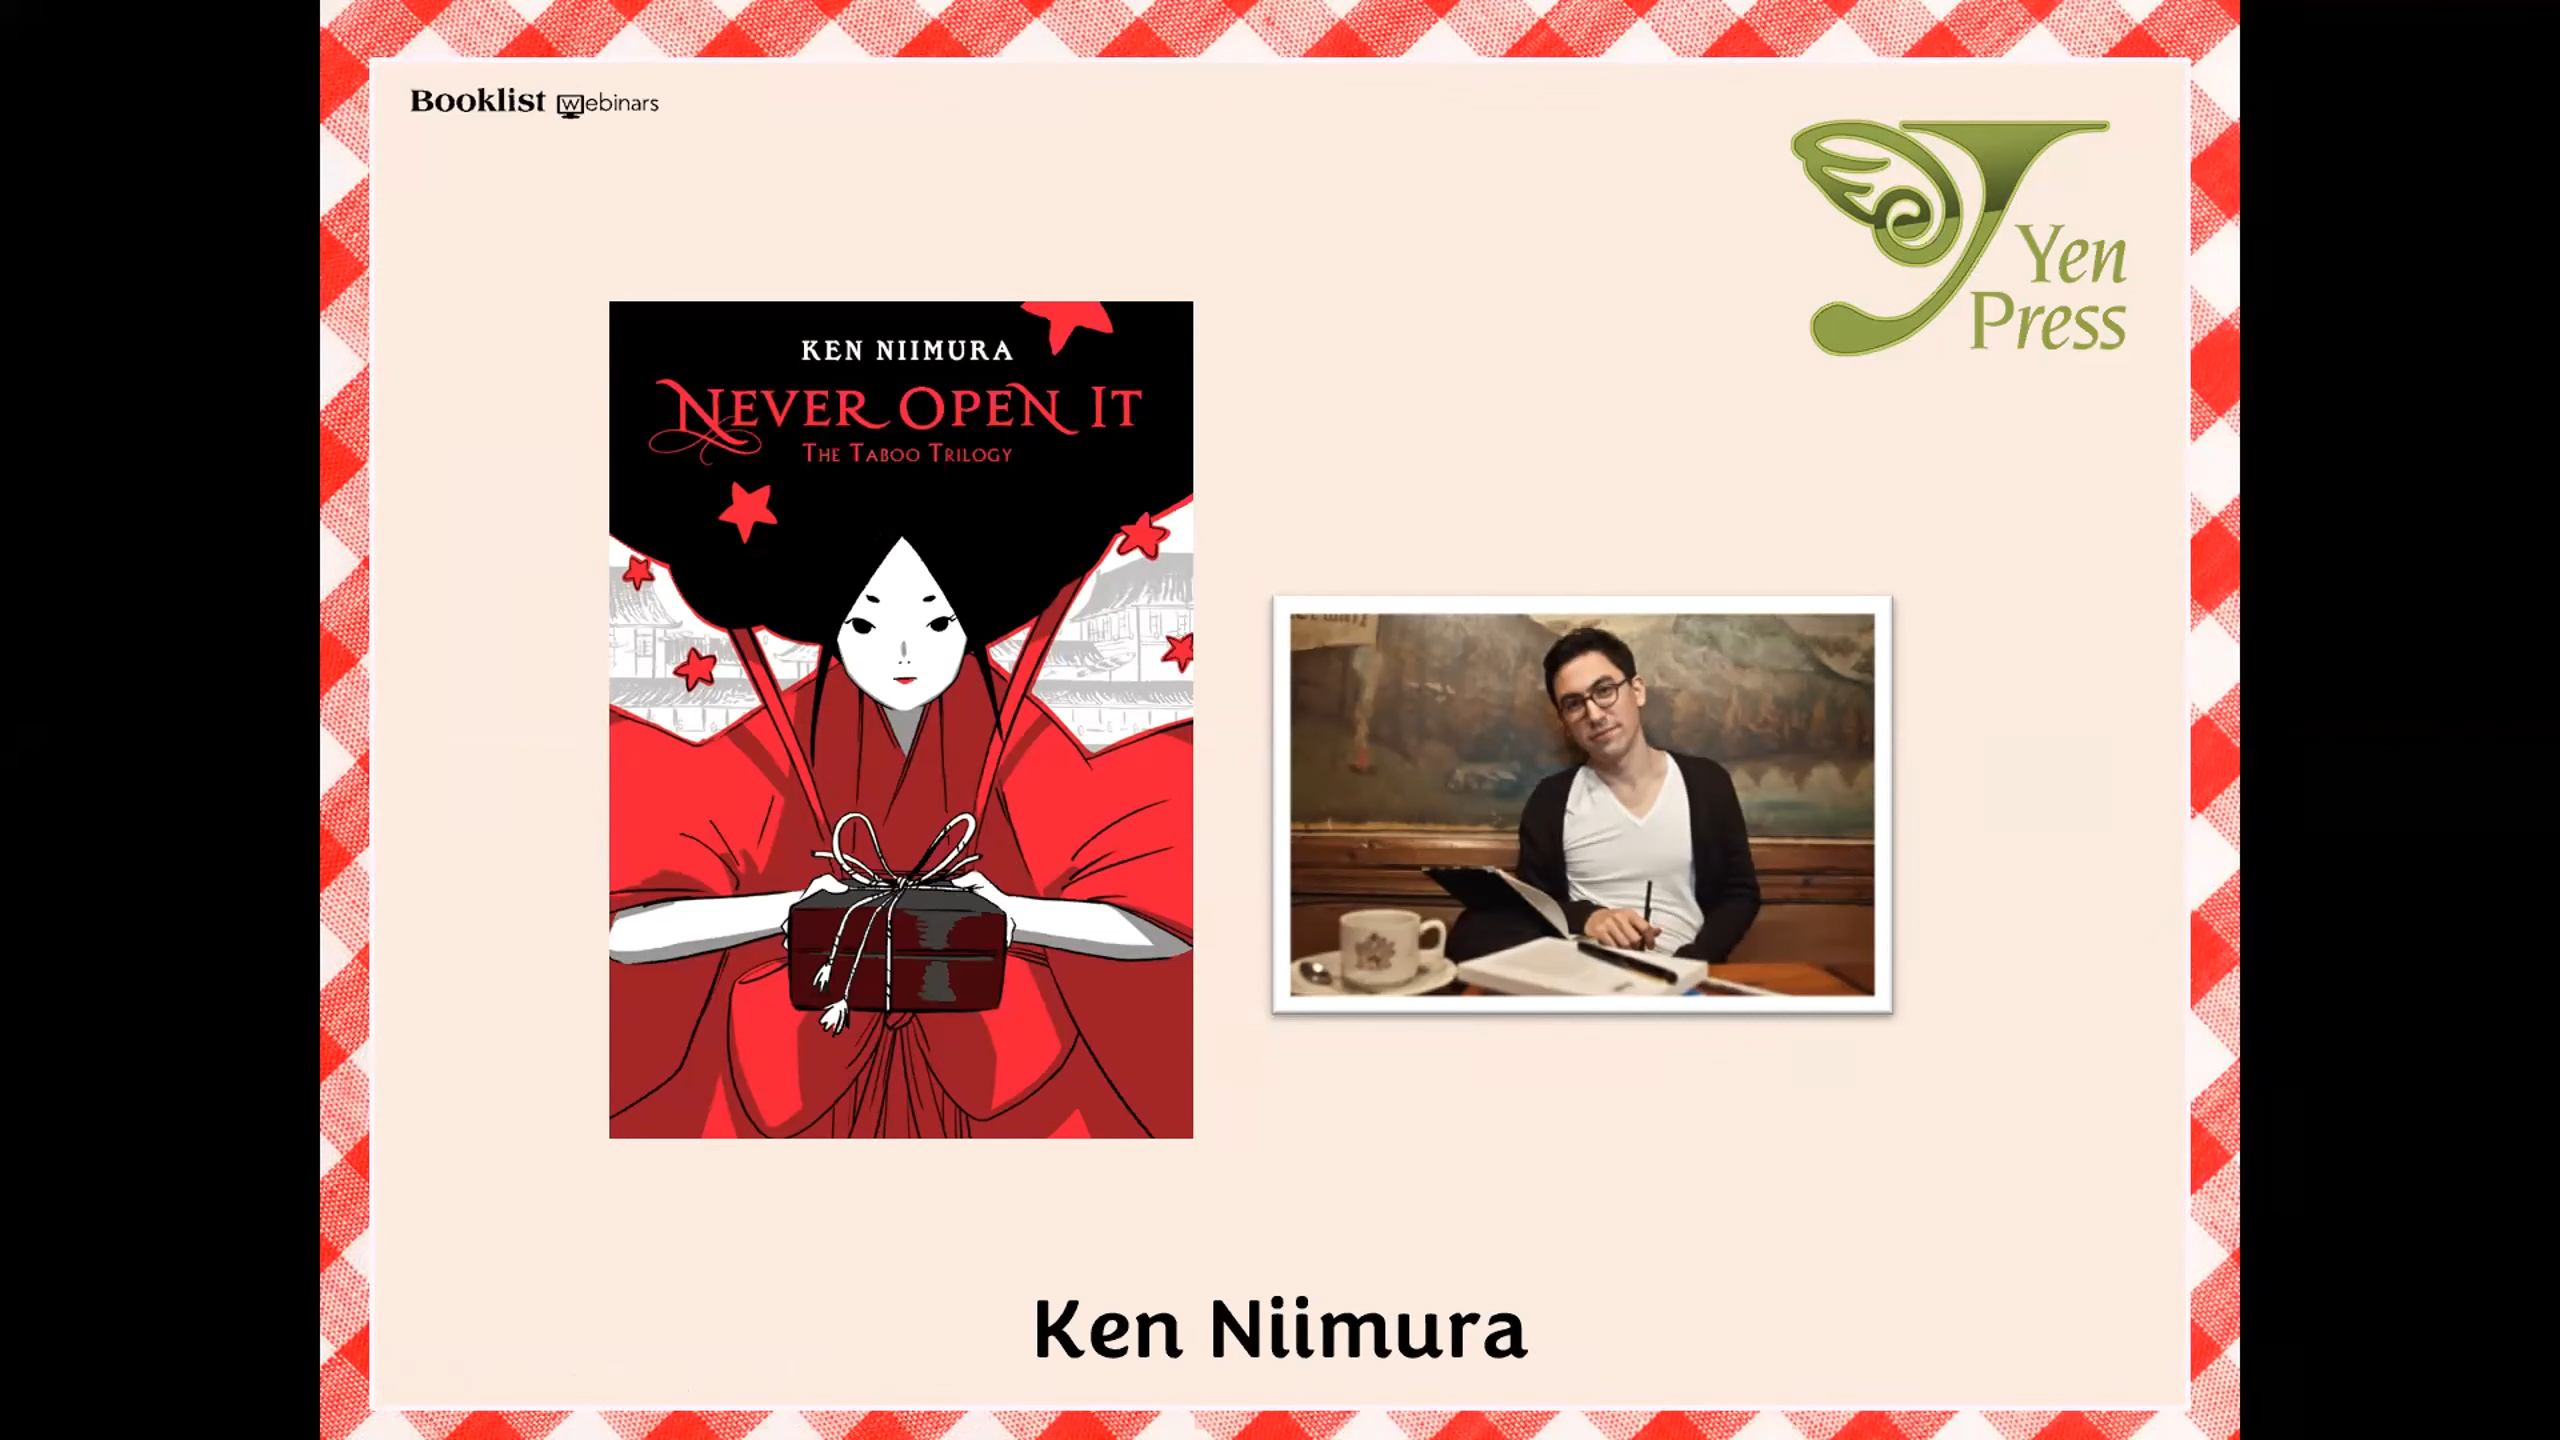 Booklist Webinars
Yen
Press
KEN NIIMURA
NEVER OPEN IT
THE TABOO TRILOGY
Ken Niimura